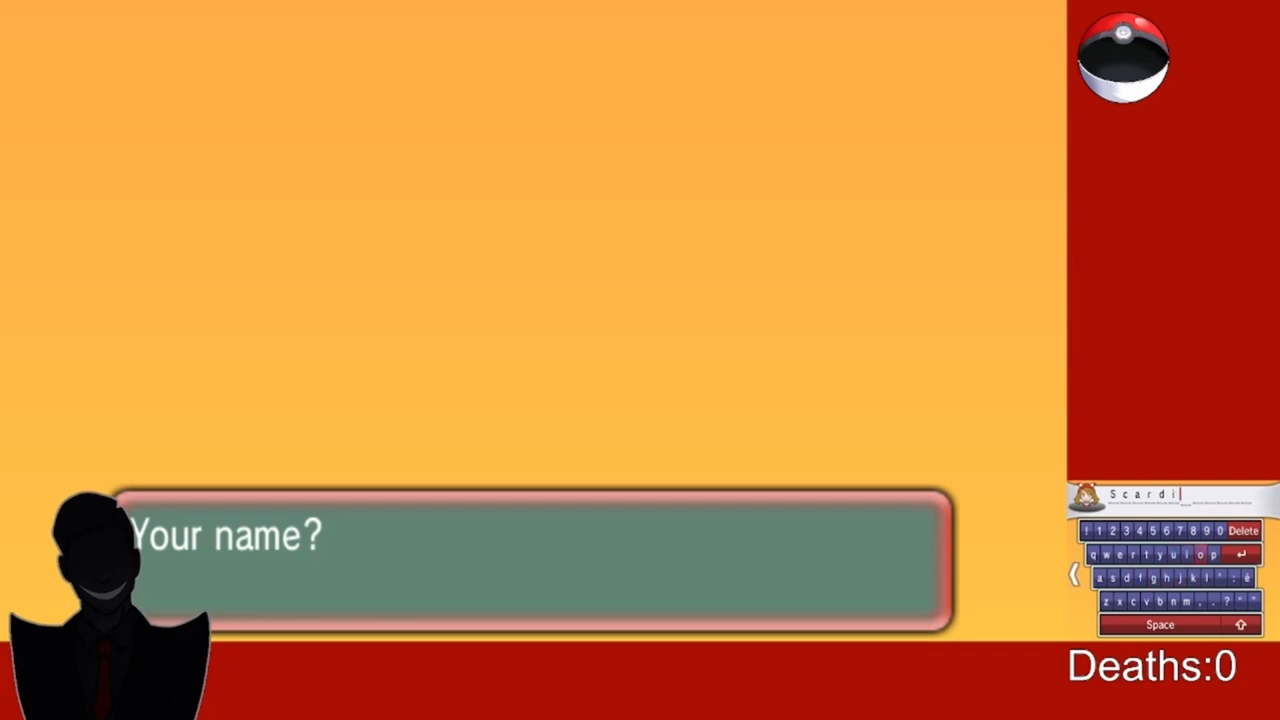 Your name?
Scardi
! 1 2 3 4 5 6 7 8 9 0 Delete
q w e r t y u i o p ↵
a s d f g h j k l ' : é
z x c v b n m , . ? " "
Space
Deaths:0